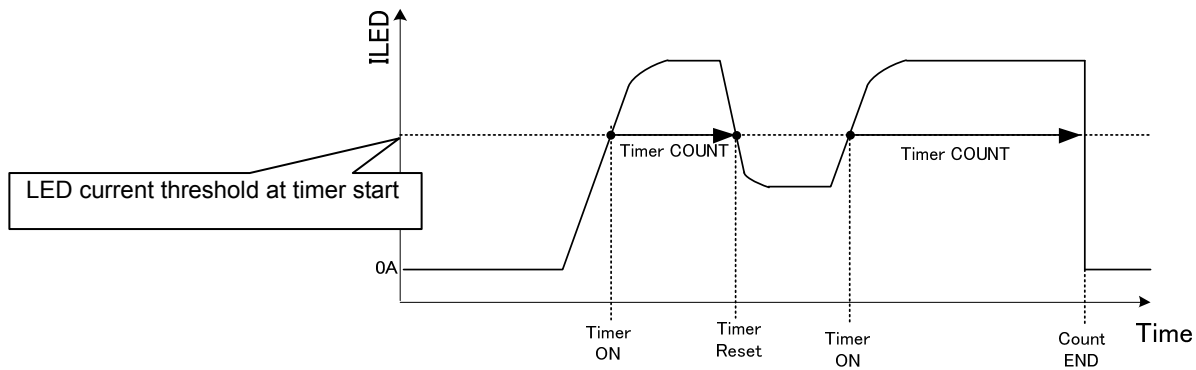 ILED
LED current threshold at timer start
Timer COUNT
Timer COUNT
0A
Timer
ON
Timer
Reset
Timer
ON
Count
END
Time